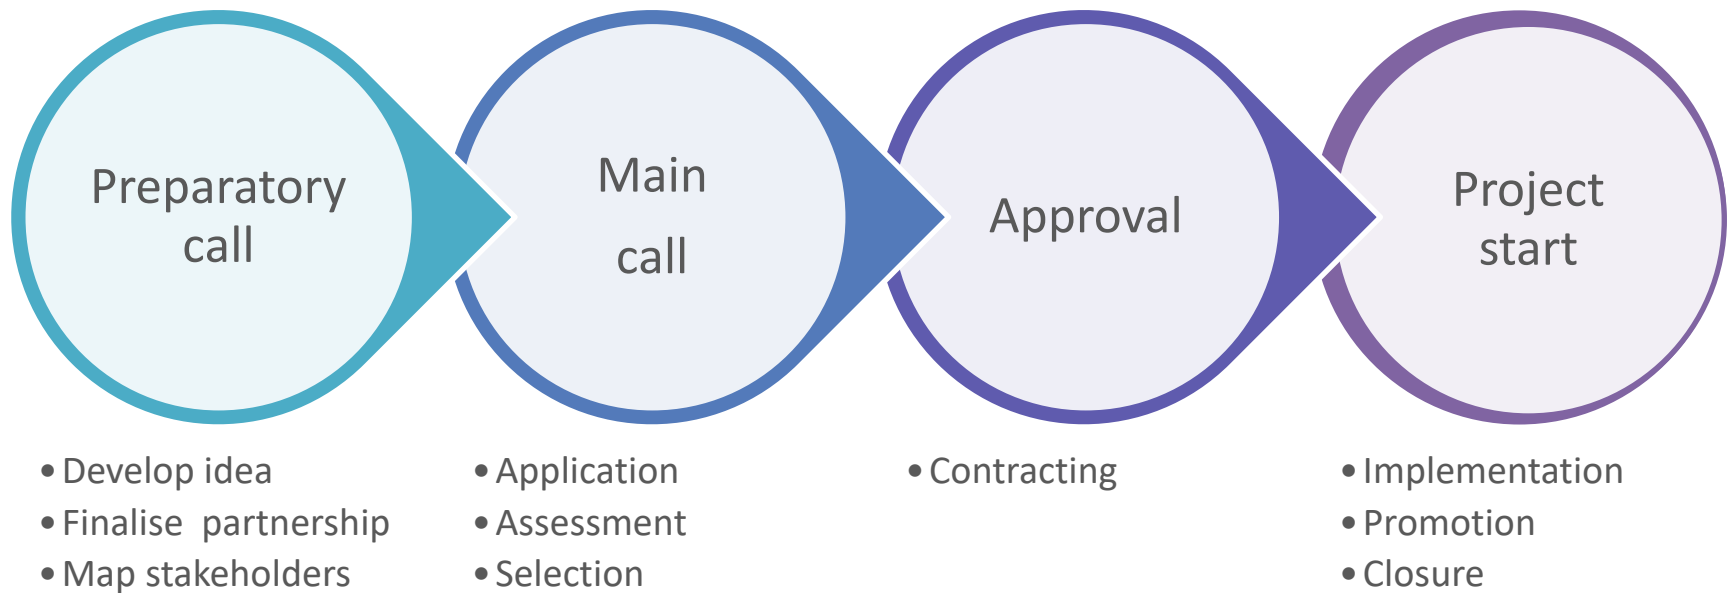 Preparatory
call
Main
call
Approval
Project
start
• Develop idea
• Finalise  partnership
• Map stakeholders
• Application
• Assessment
• Selection
• Contracting
• Implementation
• Promotion
• Closure